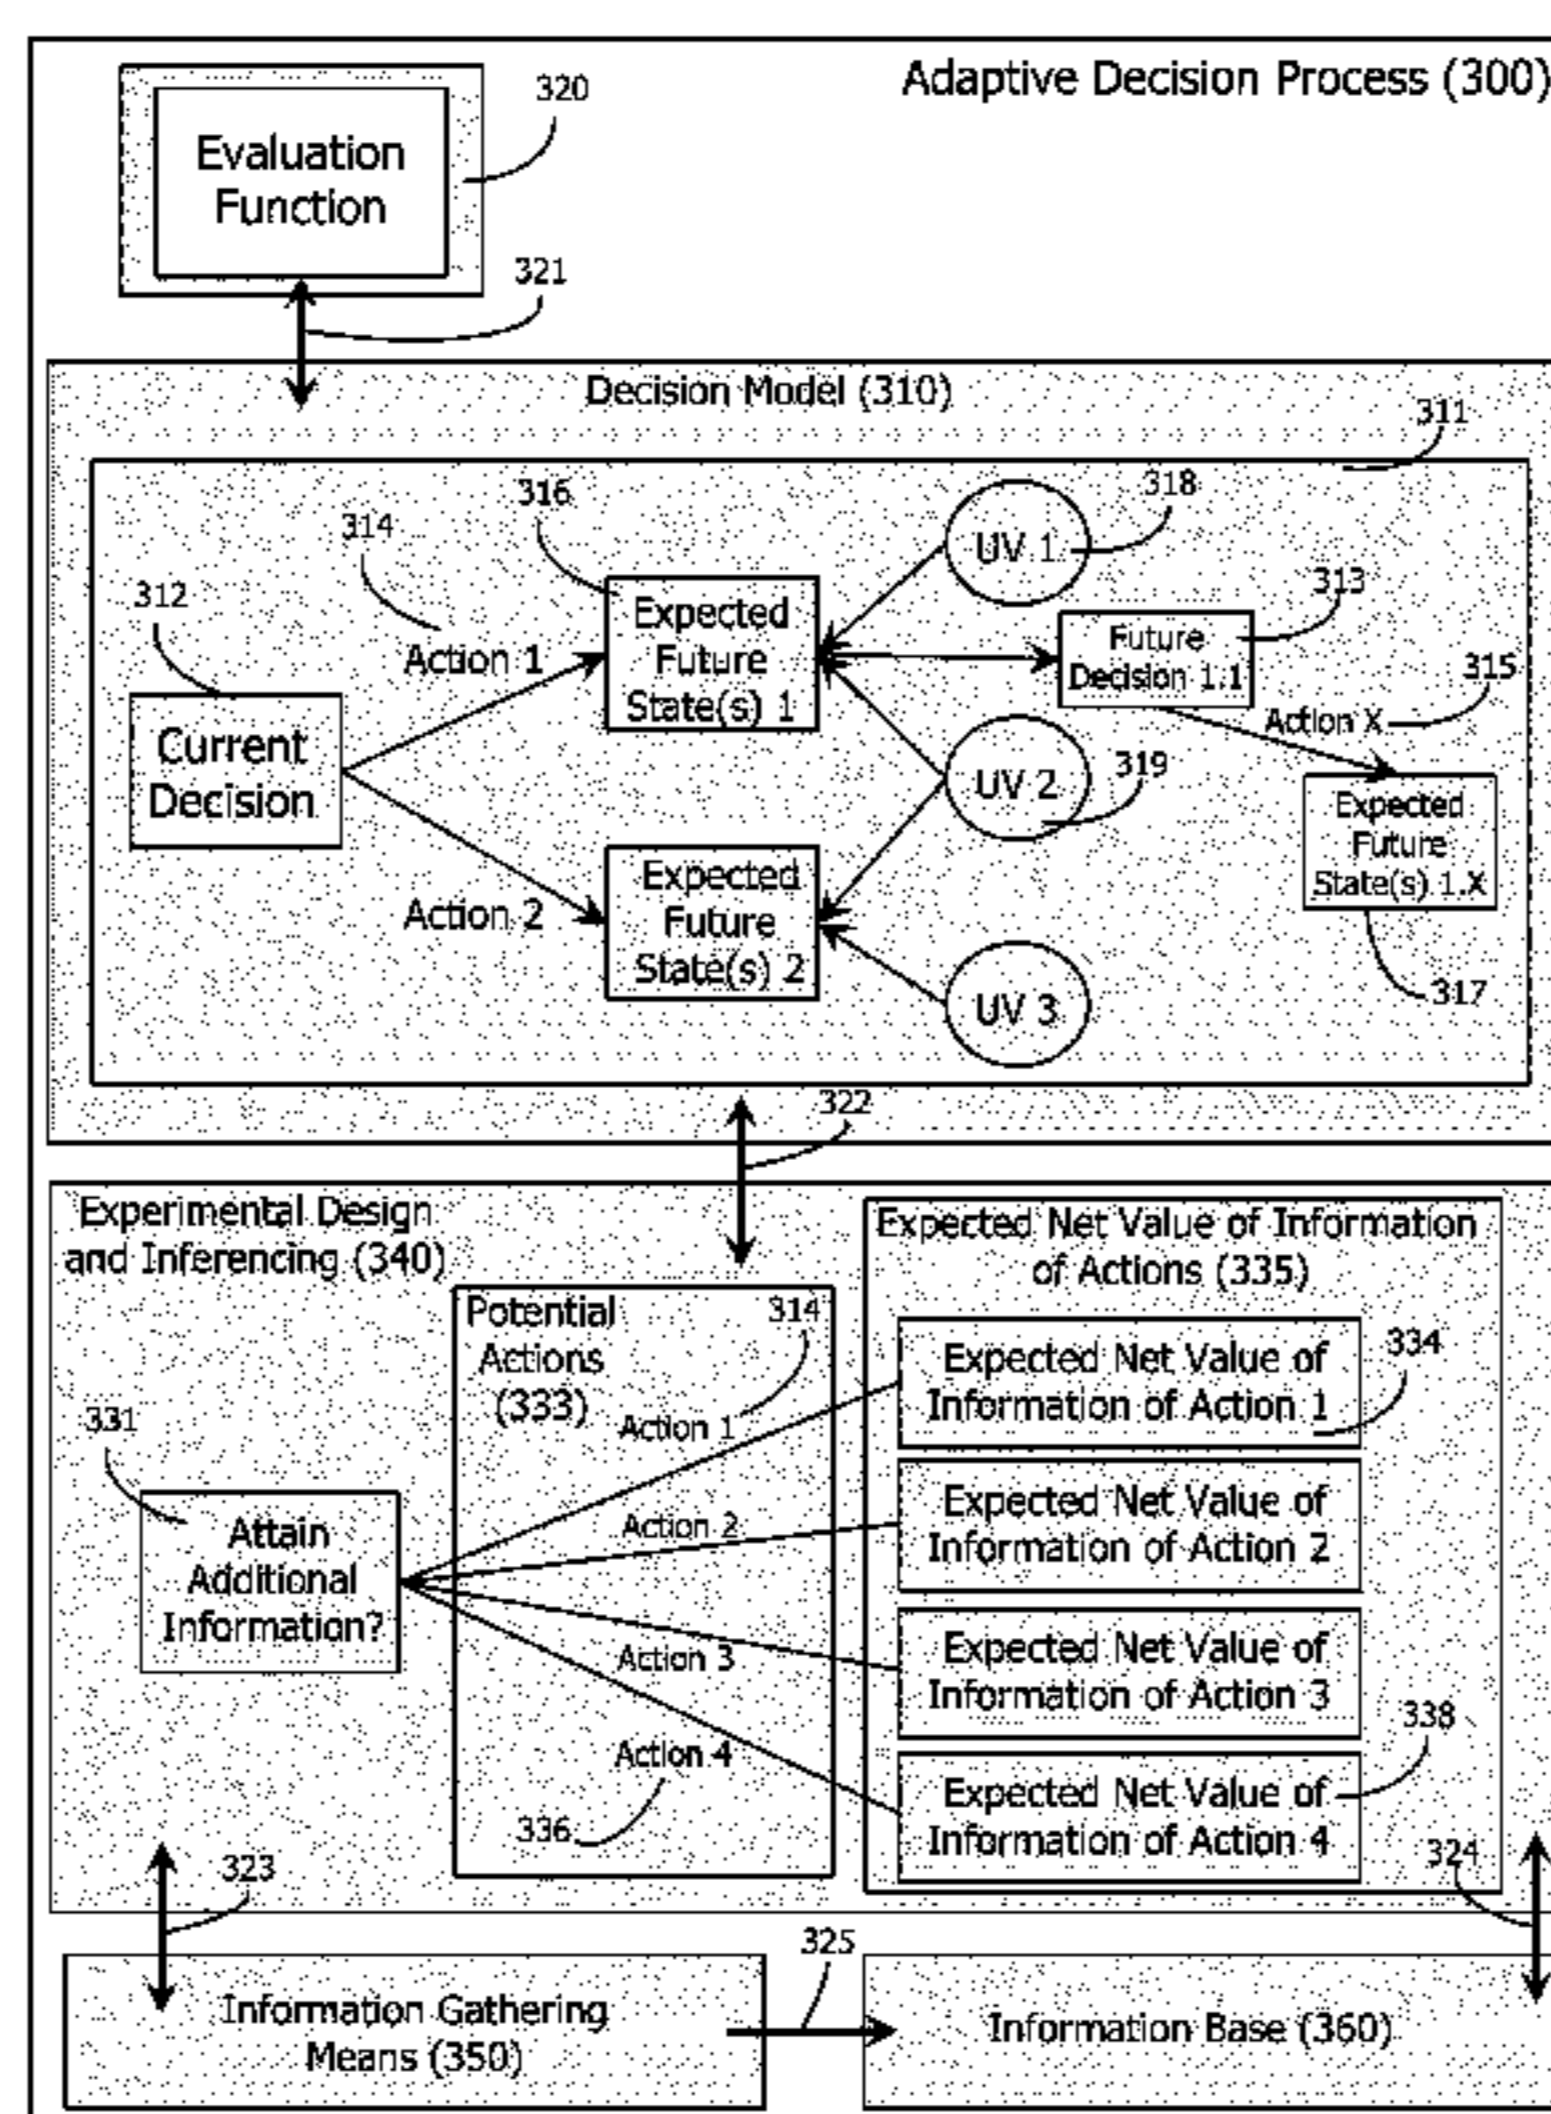 Adaptive Decision Process (300)
320
Evaluation
Function
321
Decision Model (310)
311
316
318
314
UV 1
312
313
Expected
Future
State(s) 1
Future
Decision 1.1
Action 1
315
Action X
Current
Decision
UV 2
319
Expected
Future
State(s) 1.X
Expected
Future
State(s) 2
Action 2
317
UV 3
322
Experimental Design
and Inferencing (340)
Expected Net Value of Information
of Actions (335)
Potential
Actions
(333)
314
334
Expected Net Value of
Information of Action 1
331
Action 1
Expected Net Value of
Information of Action 2
Action 2
Attain
Additional
Information?
Expected Net Value of
Information of Action 3
Action 3
338
Action 4
Expected Net Value of
Information of Action 4
336
323
324
325
Information Gathering
Means (350)
Information Base (360)